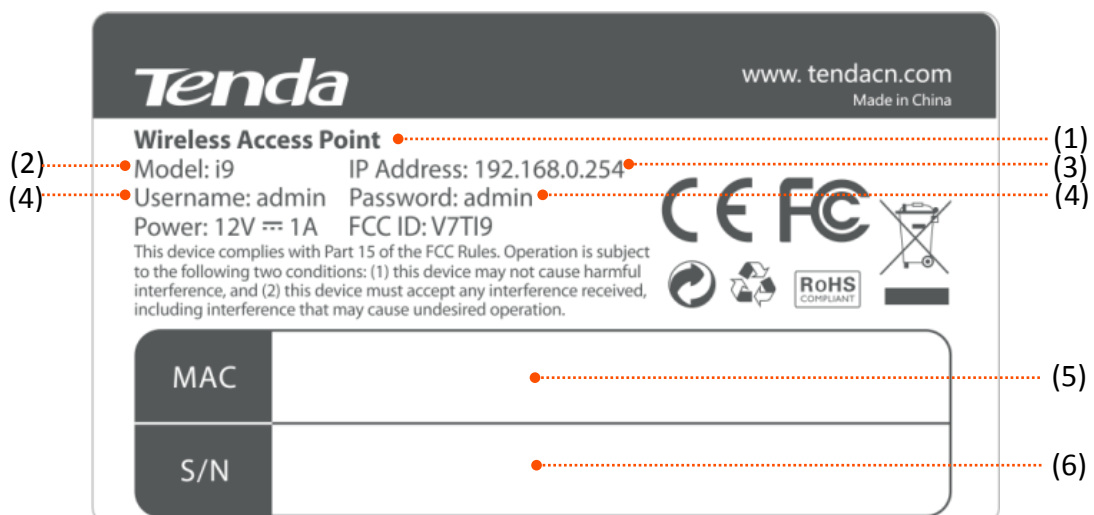 Tenda
www. tendacn.com
Made in China
Wireless Access Point (1)
(2) Model: i9 IP Address: 192.168.0.254 (3)
(4) Username: admin Password: admin (4)
Power: 12V ⎓ 1A FCC ID: V7TI9
This device complies with Part 15 of the FCC Rules. Operation is subject
to the following two conditions: (1) this device may not cause harmful
interference, and (2) this device must accept any interference received,
including interference that may cause undesired operation.
CE FC
RoHS
COMPLIANT
MAC (5)
S/N (6)